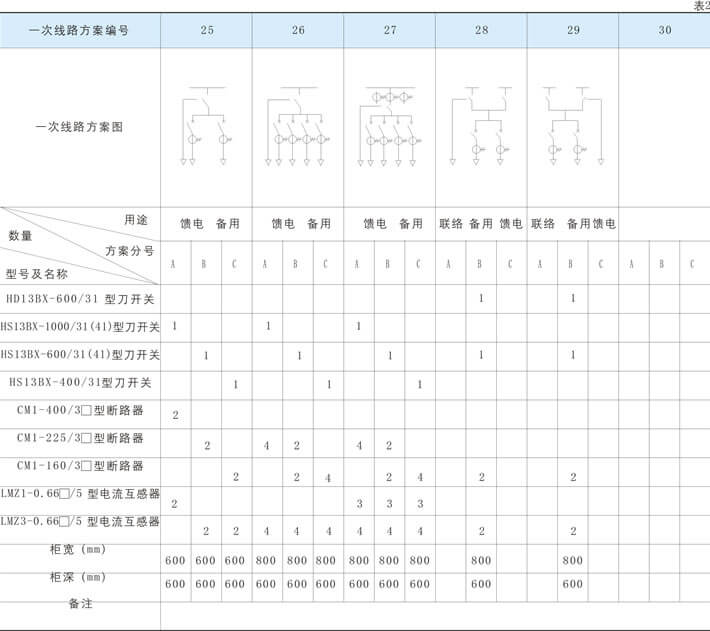 表2
一次线路方案编号 25 26 27 28 29 30
一次线路方案图
用途 馈电 备用 馈电 备用 馈电 备用 联络 备用 馈电 联络 备用 馈电
数量
方案分号 A B C A B C A B C A B C A B C A B C
型号及名称
HD13BX-600/31 型刀开关 1 1
HS13BX-1000/31(41)型刀开关 1 1 1
HS13BX-600/31(41)型刀开关 1 1 1 1 1
HS13BX-400/31型刀开关 1 1 1
CM1-400/3□型断路器 2
CM1-225/3□型断路器 2 4 2 4 2
CM1-160/3□型断路器 2 2 4 2 4 2 2
LMZ1-0.66□/5 型电流互感器 2 3 3 3
LMZ3-0.66□/5 型电流互感器 2 2 4 4 4 4 4 4 2 2
柜宽 (mm) 600 600 600 800 800 800 800 800 800 800 800
柜深 (mm) 600 600 600 600 600 600 600 600 600 600 600
备注